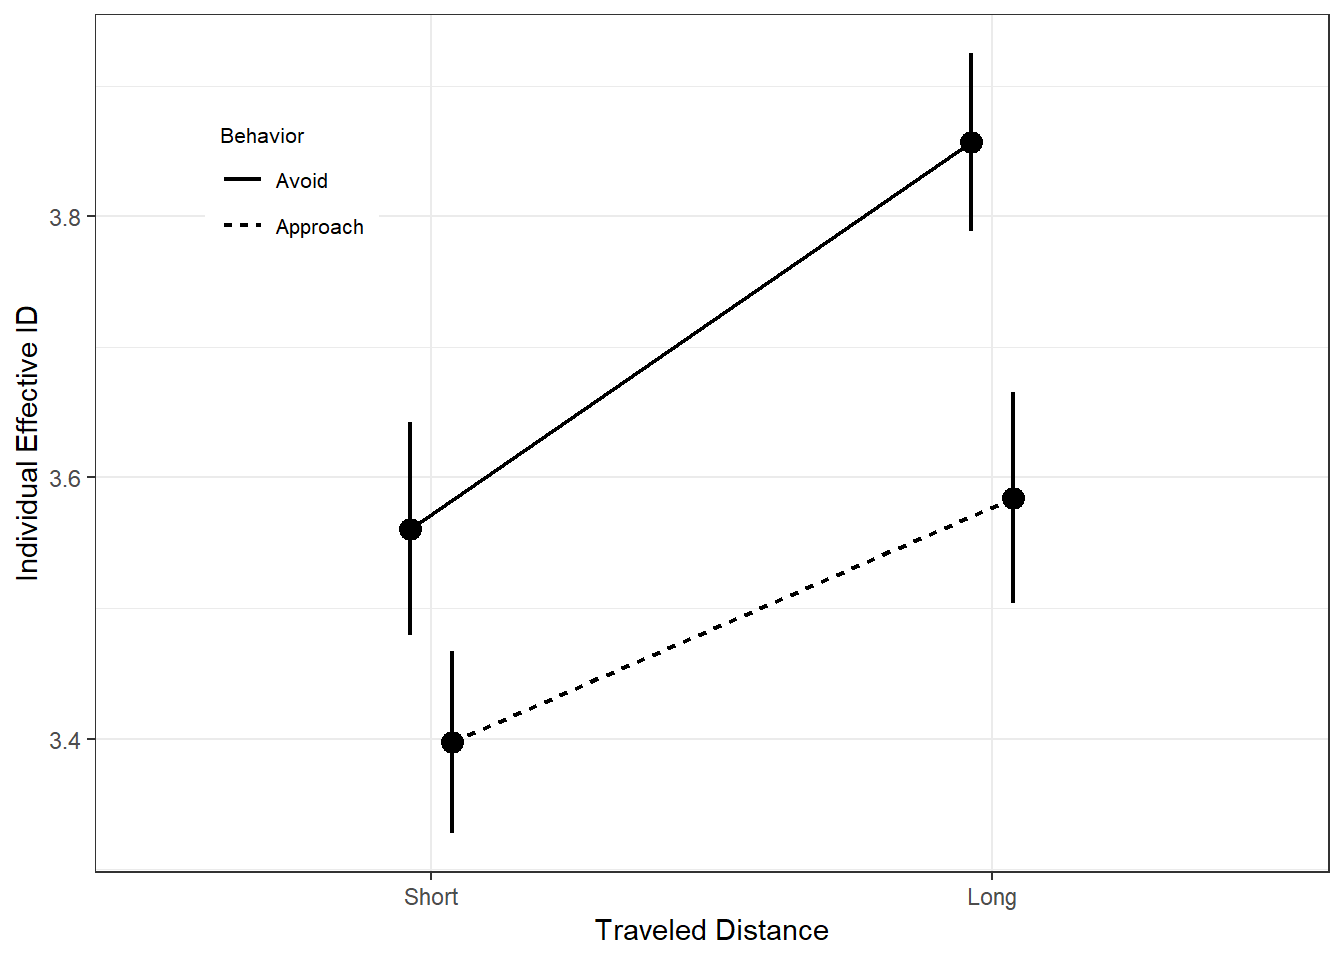 Behavior
Avoid
Approach
3.8
3.6
3.4
Individual Effective ID
Short
Long
Traveled Distance